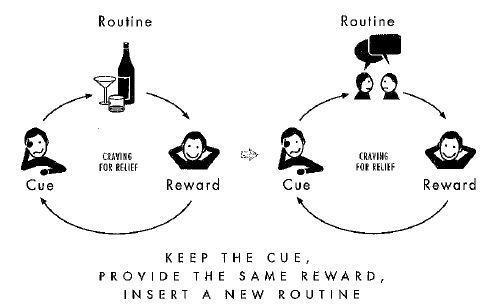 Routine
Routine
CRAVING
FOR RELIEF
Cue
Reward
CRAVING
FOR RELIEF
Cue
Reward
KEEP THE CUE,
PROVIDE THE SAME REWARD,
INSERT A NEW ROUTINE